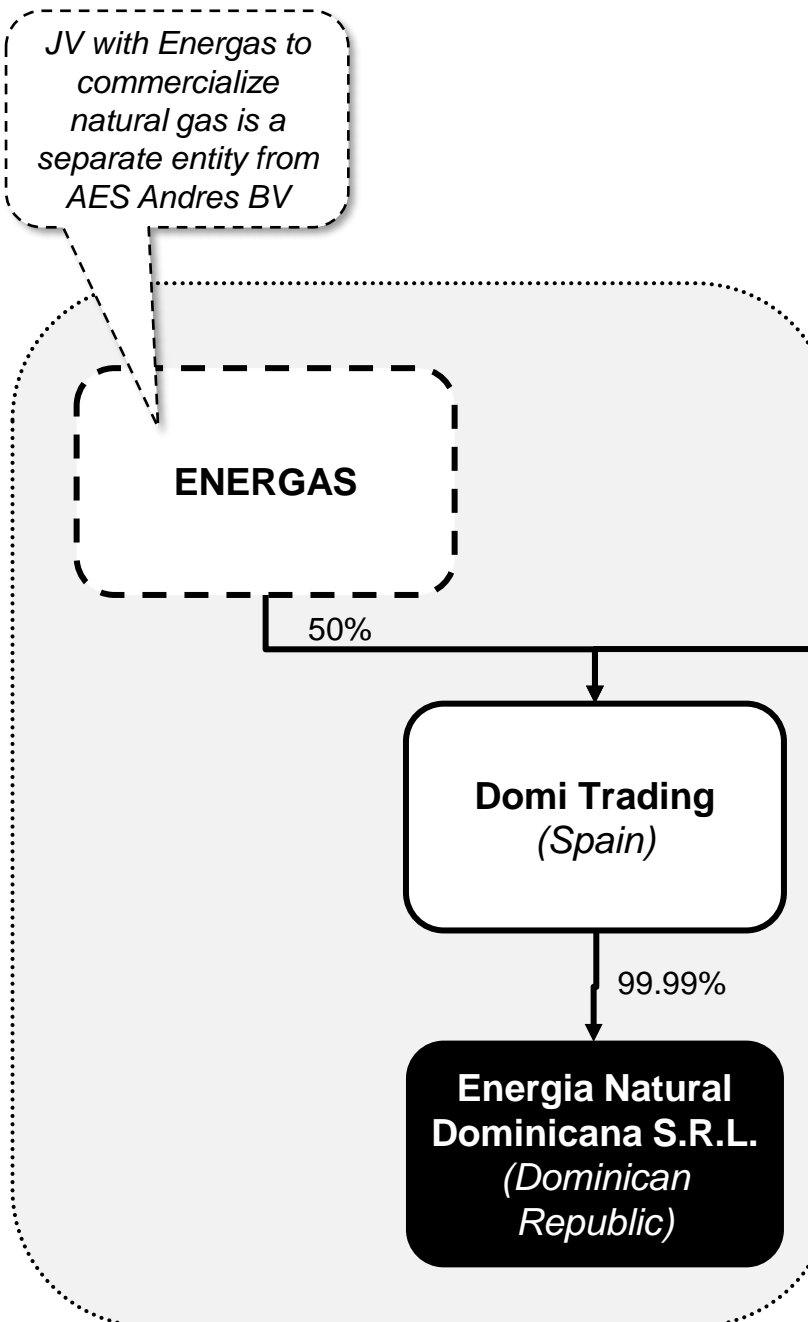 JV with Energas to
commercialize
natural gas is a
separate entity from
AES Andres BV
ENERGAS
50%
Domi Trading
(Spain)
99.99%
Energia Natural
Dominicana S.R.L.
(Dominican
Republic)